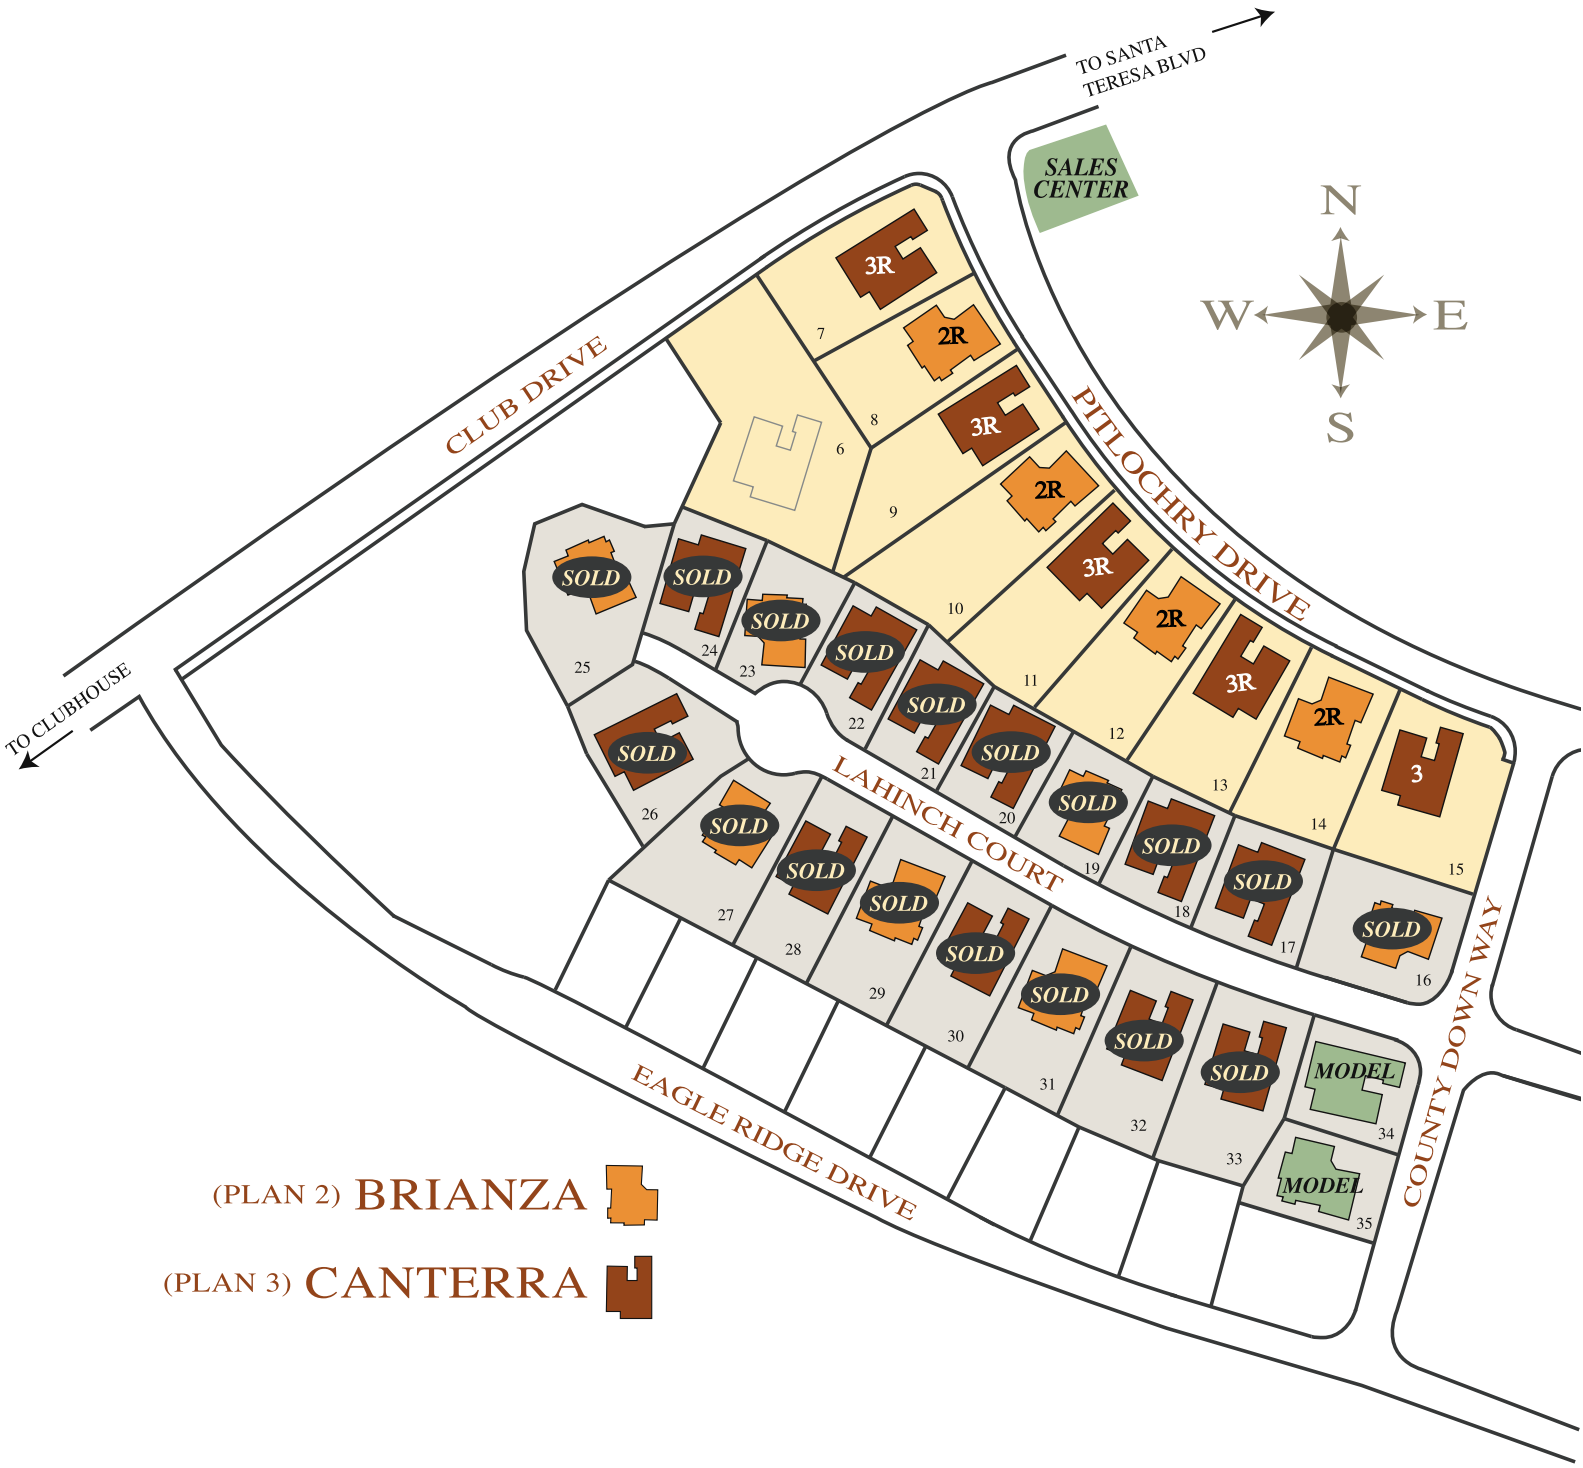 TO SANTA
TERESA BLVD
SALES
CENTER
N
W
E
S
CLUB DRIVE
PITLOCHRY DRIVE
TO CLUBHOUSE
3R
7
2R
8
6
3R
9
2R
10
3R
11
2R
12
3R
13
2R
14
3
15
SOLD
25
SOLD
24
SOLD
23
SOLD
22
SOLD
21
SOLD
20
SOLD
19
SOLD
18
SOLD
17
SOLD
16
LAHINCH COURT
SOLD
26
SOLD
27
SOLD
28
SOLD
29
SOLD
30
SOLD
31
SOLD
32
SOLD
33
MODEL
34
MODEL
35
COUNTY DOWN WAY
EAGLE RIDGE DRIVE
(PLAN 2) BRIANZA
(PLAN 3) CANTERRA